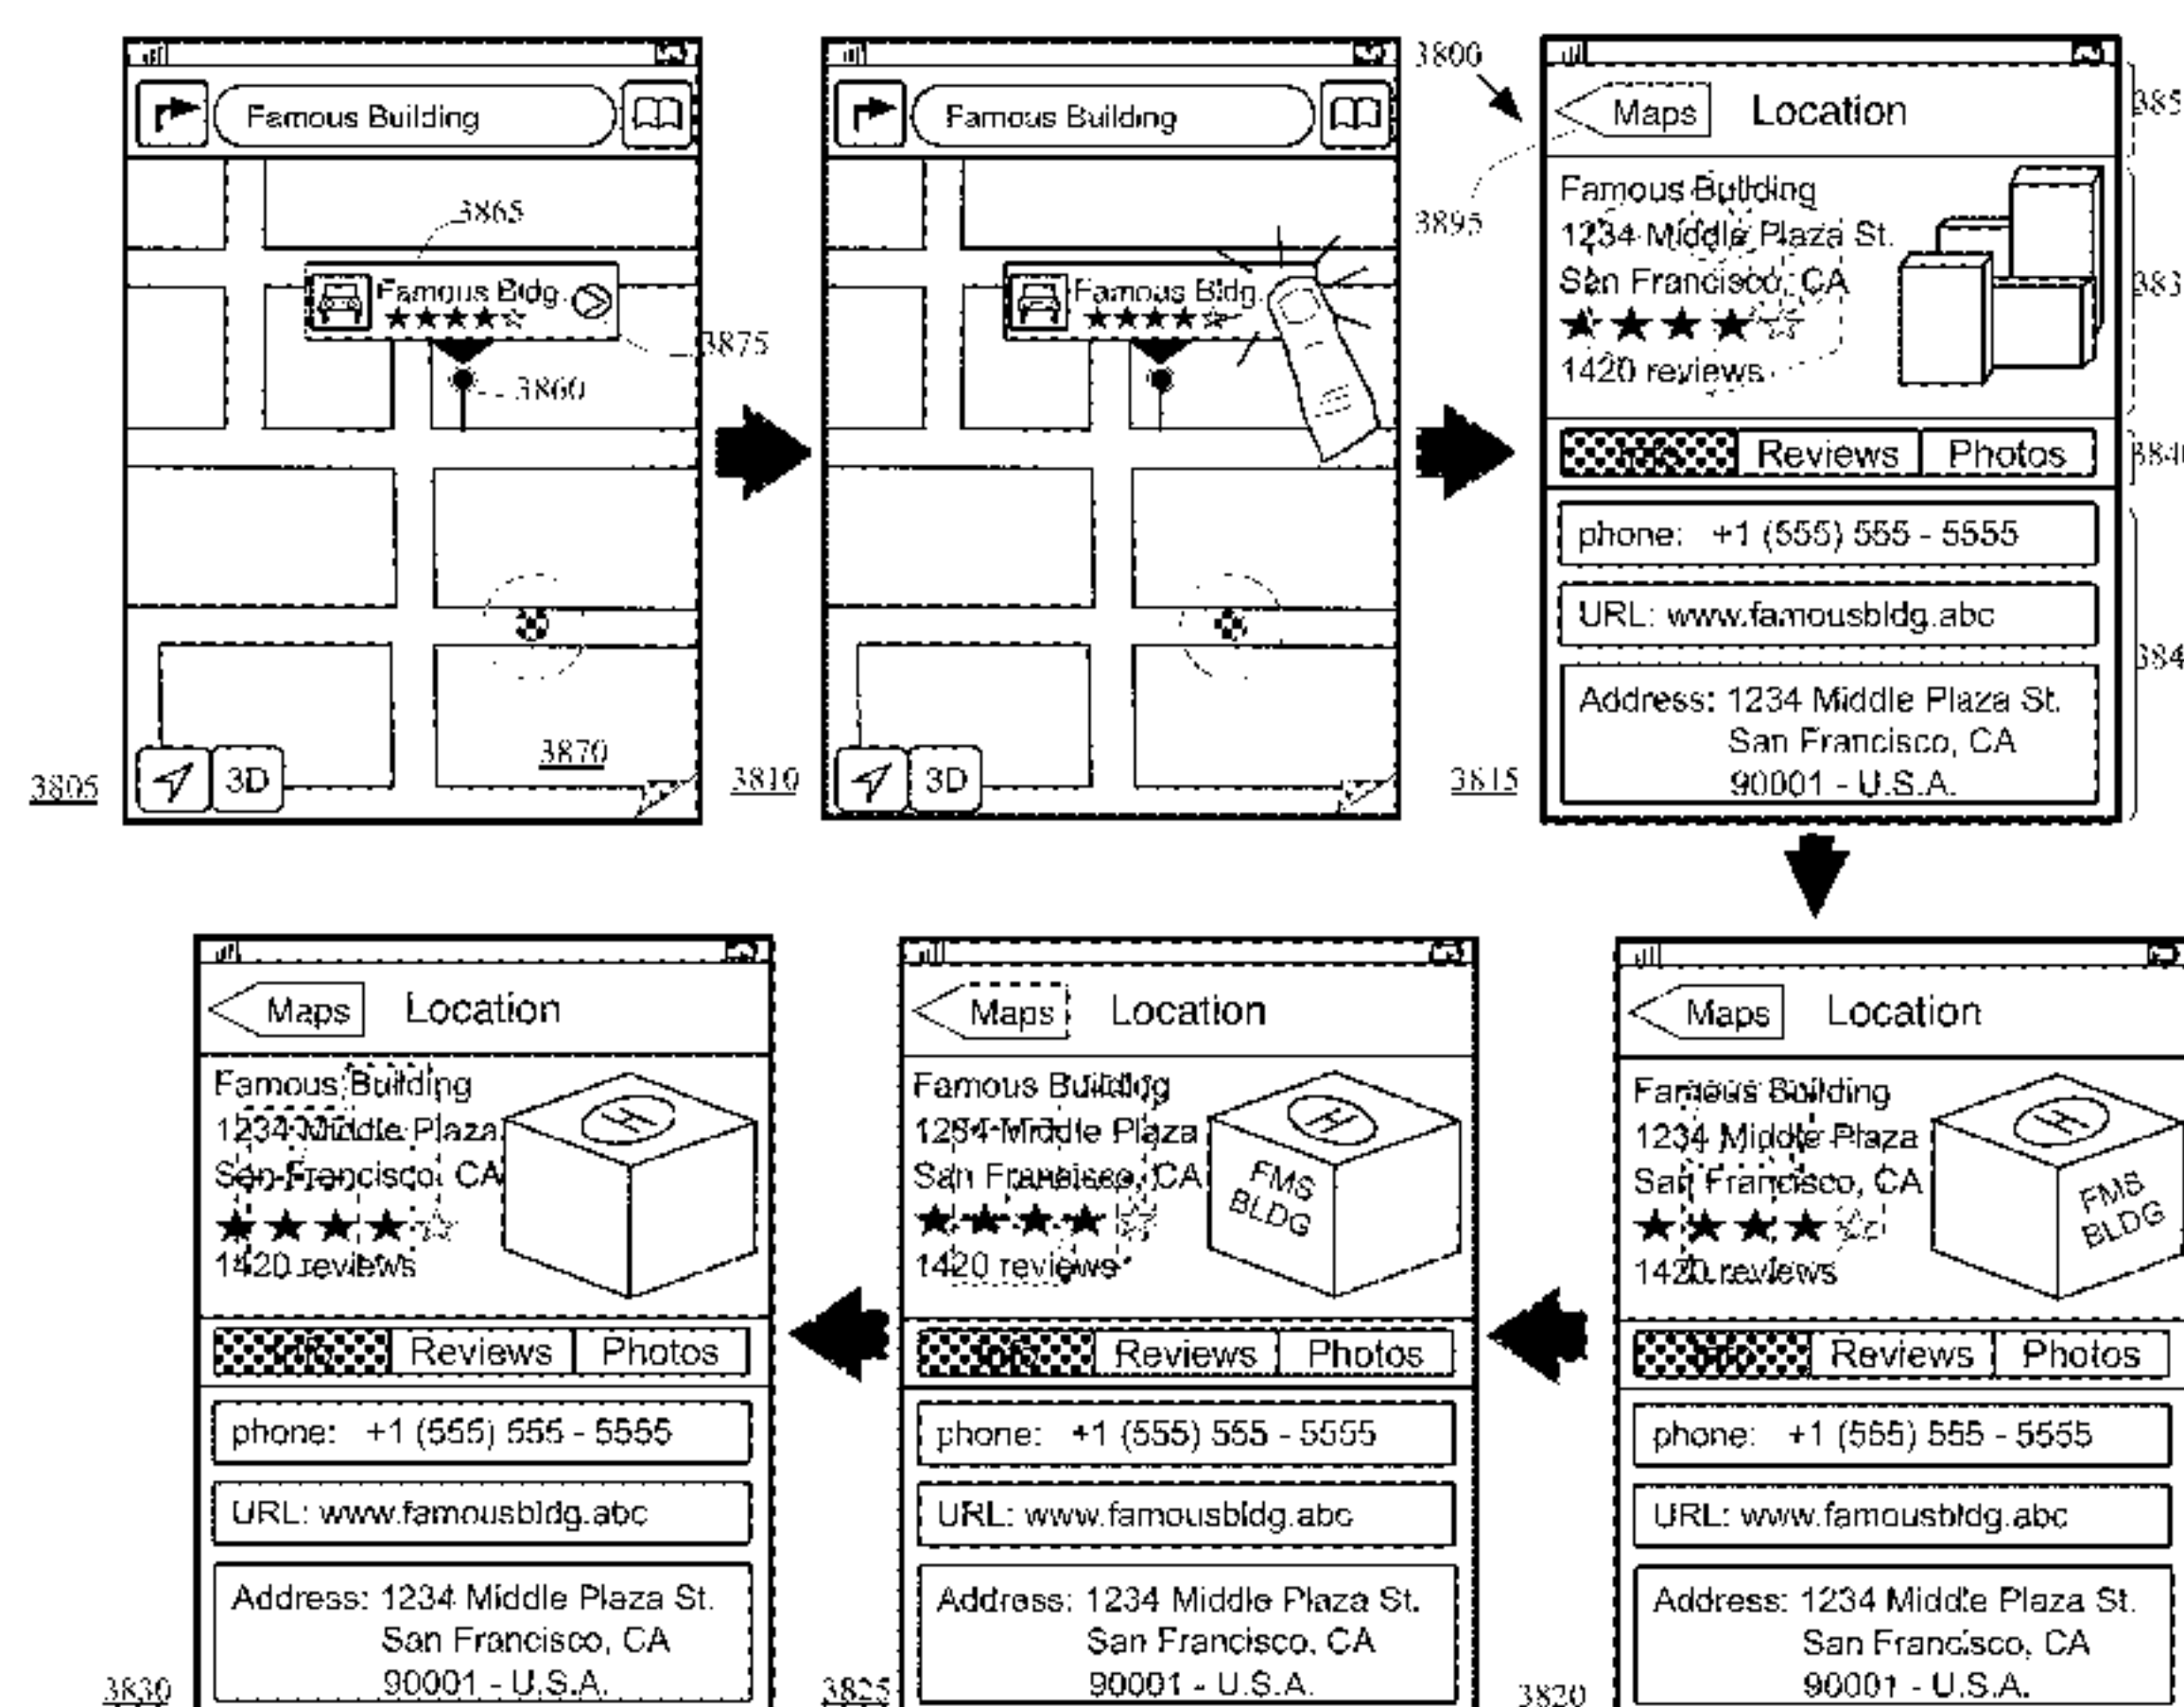 Famous Building
3865
Famous Bldg.
3875
3860
3870
3D
3805
Famous Building
Famous Bldg.
3D
3810
3800
3895
Maps
Location
Famous Building
1234 Middle Plaza St.
San Francisco, CA
1420 reviews
Reviews
Photos
phone: +1 (555) 555 - 5555
URL: www.famousbldg.abc
Address: 1234 Middle Plaza St.
San Francisco, CA
90001 - U.S.A.
3815
Maps
Location
Famous Building
1234 Middle Plaza
San Francisco, CA
1420 reviews
H
FMS
BLDG
Info
Reviews
Photos
phone: +1 (555) 555 - 5555
URL: www.famousbldg.abc
Address: 1234 Middle Plaza St.
San Francisco, CA
90001 - U.S.A.
3820
Maps
Location
Famous Building
1234 Middle Plaza
San Francisco, CA
1420 reviews
H
FMS
BLDG
Reviews
Photos
phone: +1 (555) 555 - 5555
URL: www.famousbldg.abc
Address: 1234 Middle Plaza St.
San Francisco, CA
90001 - U.S.A.
3825
Maps
Location
Famous Building
1234 Middle Plaza
San Francisco, CA
1420 reviews
H
Reviews
Photos
phone: +1 (555) 555 - 5555
URL: www.famousbldg.abc
Address: 1234 Middle Plaza St.
San Francisco, CA
90001 - U.S.A.
3830